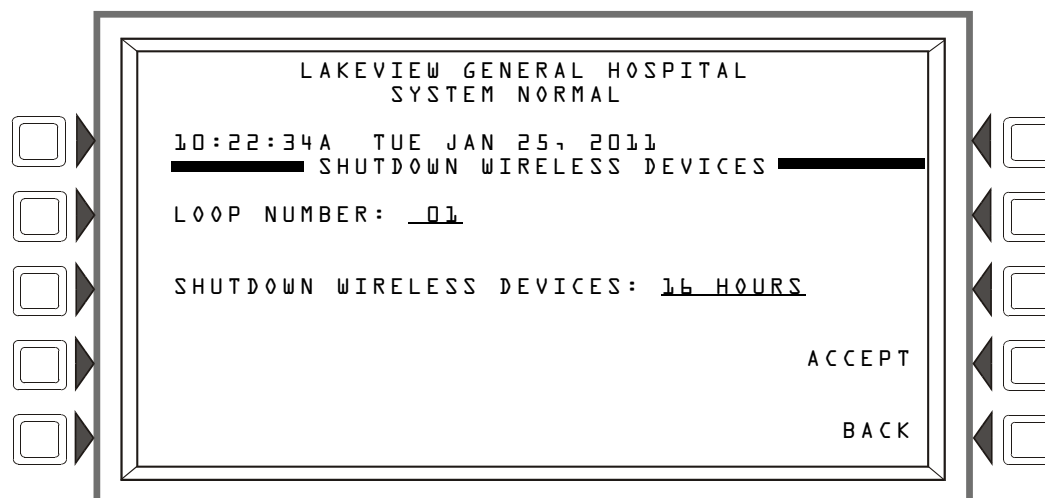 LAKEVIEW GENERAL HOSPITAL
SYSTEM NORMAL
10:22:34A TUE JAN 25, 2011
SHUTDOWN WIRELESS DEVICES
LOOP NUMBER: 01
SHUTDOWN WIRELESS DEVICES: 16 HOURS
ACCEPT
BACK